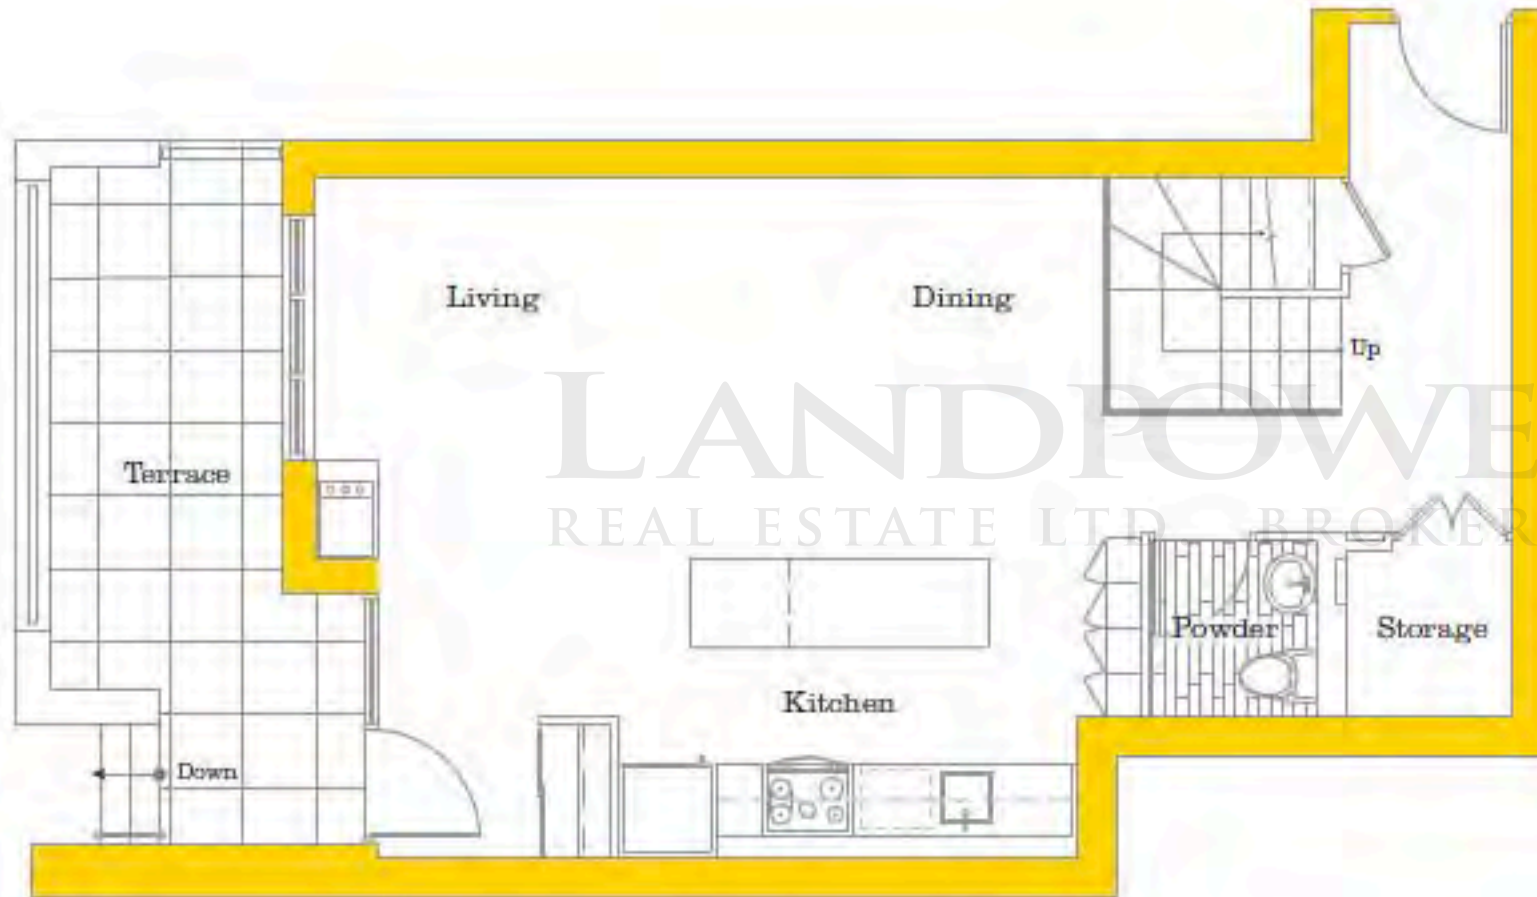 Living
Dining
Up
LANDPOWE
Terrace
REAL ESTATE LTD BROKER
Powder
Storage
Kitchen
Down